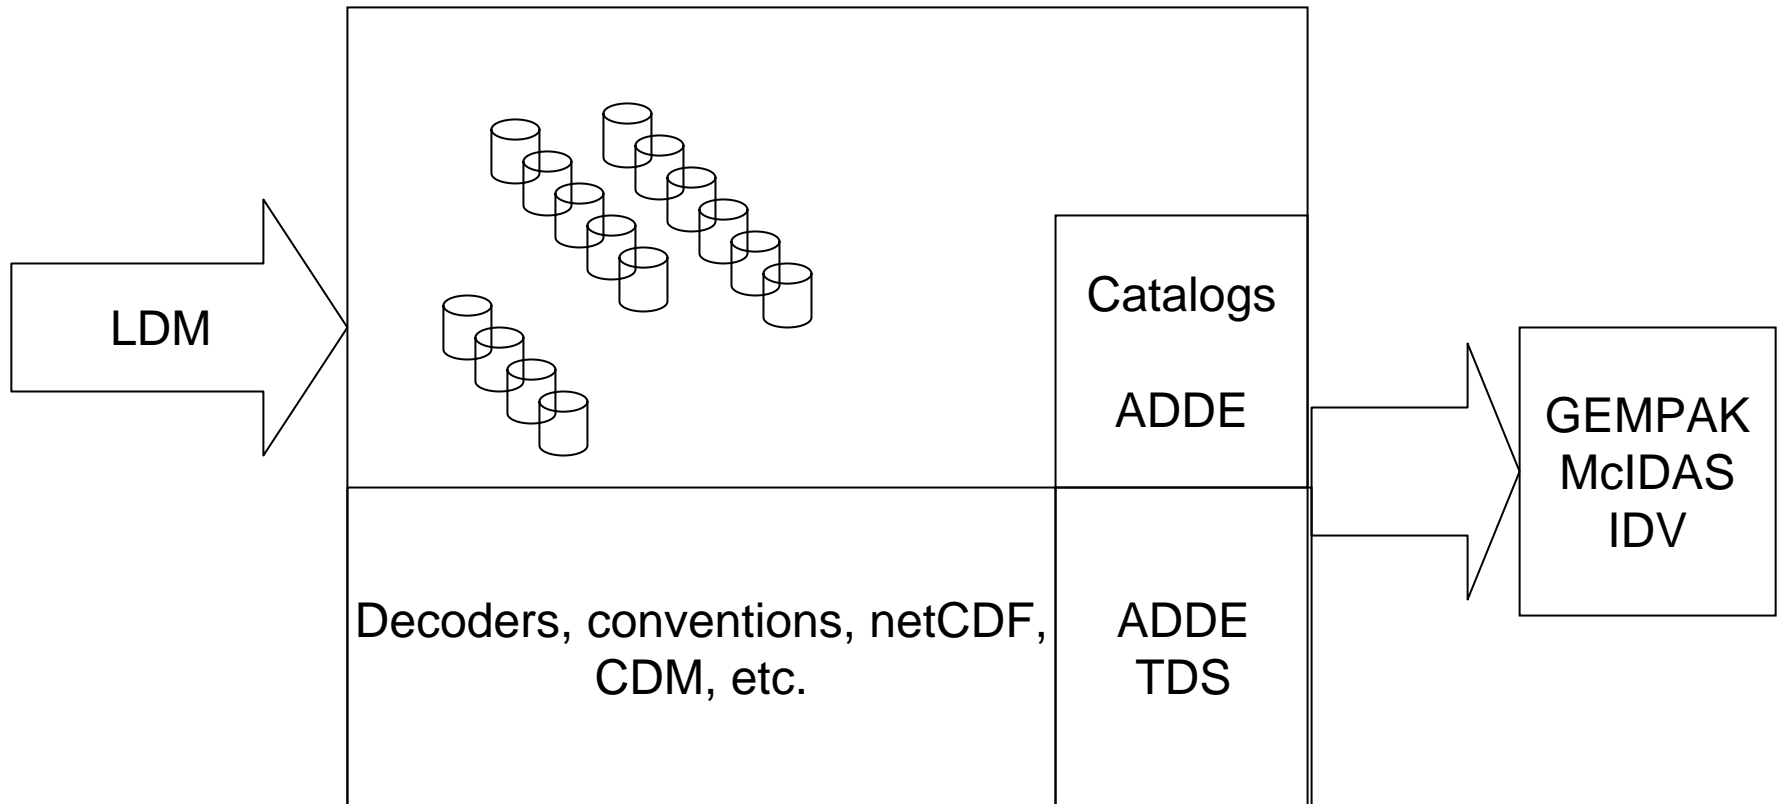 LDM
Catalogs
ADDE
GEMPAK
McIDAS
IDV
Decoders, conventions, netCDF,
CDM, etc.
ADDE
TDS